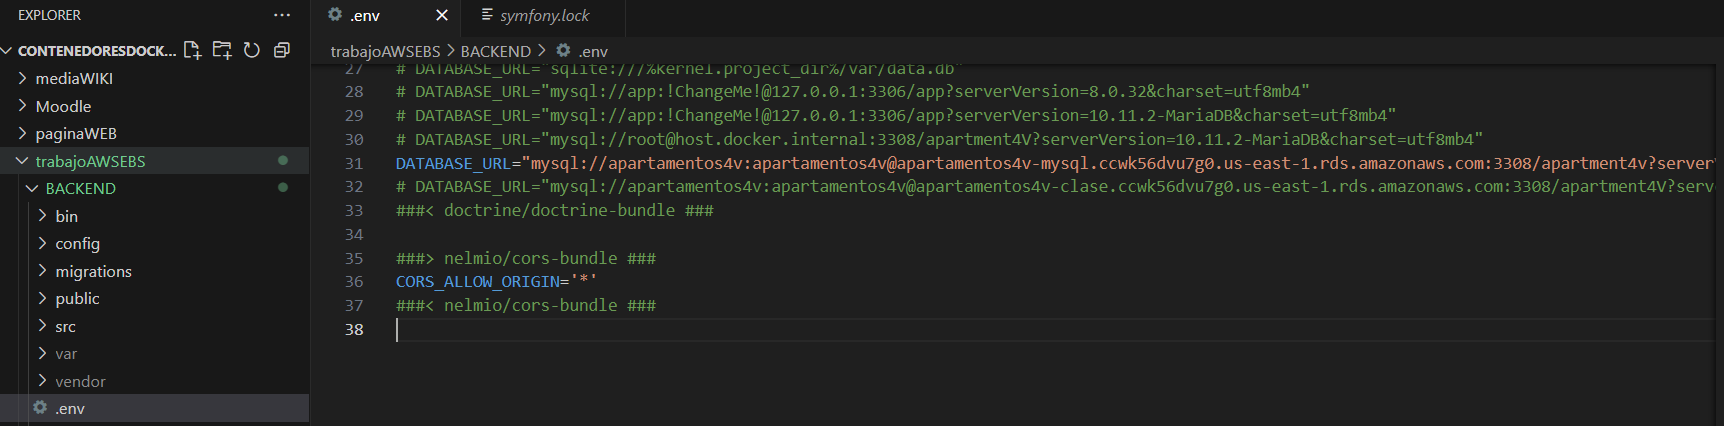 EXPLORER
CONTENEDORESDOCK...
mediaWIKI
Moodle
paginaWEB
trabajoAWSEBS
BACKEND
bin
config
migrations
public
src
var
vendor
.env
.env
symfony.lock
trabajoAWSEBS > BACKEND > .env
27 # DATABASE_URL="sqlite:///%kernel.project_dir%/var/data.db"
28 # DATABASE_URL="mysql://app:!ChangeMe!@127.0.0.1:3306/app?serverVersion=8.0.32&charset=utf8mb4"
29 # DATABASE_URL="mysql://app:!ChangeMe!@127.0.0.1:3306/app?serverVersion=10.11.2-MariaDB&charset=utf8mb4"
30 # DATABASE_URL="mysql://root@host.docker.internal:3308/apartment4V?serverVersion=10.11.2-MariaDB&charset=utf8mb4"
31 DATABASE_URL="mysql://apartamentos4v:apartamentos4v@apartamentos4v-mysql.ccwk56dvu7g0.us-east-1.rds.amazonaws.com:3308/apartment4v?serverV
32 # DATABASE_URL="mysql://apartamentos4v:apartamentos4v@apartamentos4v-clase.ccwk56dvu7g0.us-east-1.rds.amazonaws.com:3308/apartment4V?serve
33 ###< doctrine/doctrine-bundle ###
34
35 ###> nelmio/cors-bundle ###
36 CORS_ALLOW_ORIGIN='*'
37 ###< nelmio/cors-bundle ###
38